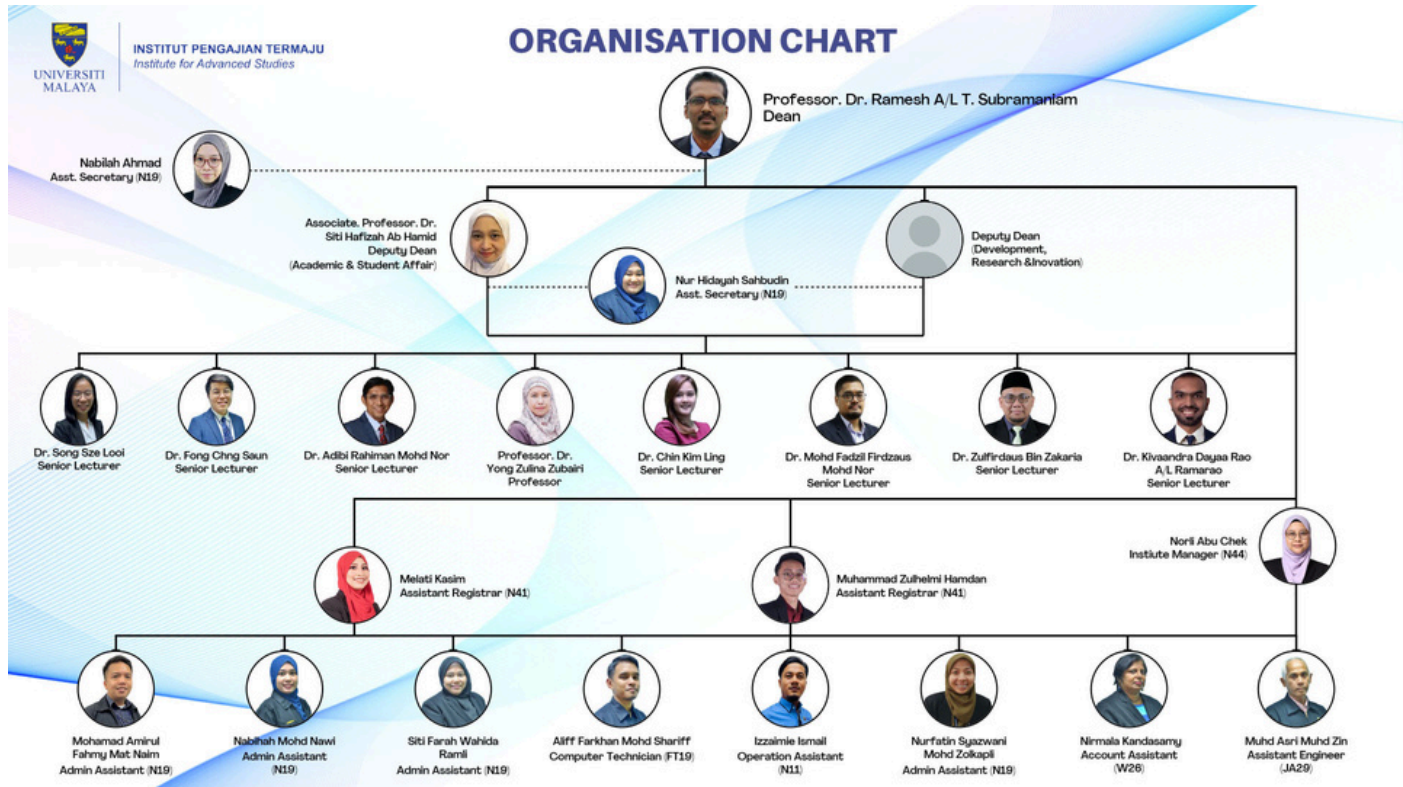 UNIVERSITI
MALAYA
INSTITUT PENGAJIAN TERMAJU
Institute for Advanced Studies
ORGANISATION CHART
Professor. Dr. Ramesh A/L T. Subramaniam
Dean
Nabilah Ahmad
Asst. Secretary (N19)
Associate. Professor. Dr.
Siti Hafizah Ab Hamid
Deputy Dean
(Academic & Student Affair)
Nur Hidayah Sahbudin
Asst. Secretary (N19)
Deputy Dean
(Development,
Research &Inovation)
Dr. Song Sze Looi
Senior Lecturer
Dr. Fong Chng Saun
Senior Lecturer
Dr. Adibi Rahiman Mohd Nor
Senior Lecturer
Professor. Dr.
Yong Zulina Zubairi
Professor
Dr. Chin Kim Ling
Senior Lecturer
Dr. Mohd Fadzil Firdzaus
Mohd Nor
Senior Lecturer
Dr. Zulfirdaus Bin Zakaria
Senior Lecturer
Dr. Kivaandra Dayaa Rao
A/L Ramarao
Senior Lecturer
Norli Abu Chek
Instiute Manager (N44)
Melati Kasim
Assistant Registrar (N41)
Muhammad Zulhelmi Hamdan
Assistant Registrar (N41)
Mohamad Amirul
Fahmy Mat Naim
Admin Assistant (N19)
Nabihah Mohd Nawi
Admin Assistant
(N19)
Siti Farah Wahida
Ramli
Admin Assistant (N19)
Aliff Farkhan Mohd Shariff
Computer Technician (FT19)
Izzaimie Ismail
Operation Assistant
(N11)
Nurfatin Syazwani
Mohd Zolkapli
Admin Assistant (N19)
Nirmala Kandasamy
Account Assistant
(W26)
Muhd Asri Muhd Zin
Assistant Engineer
(JA29)